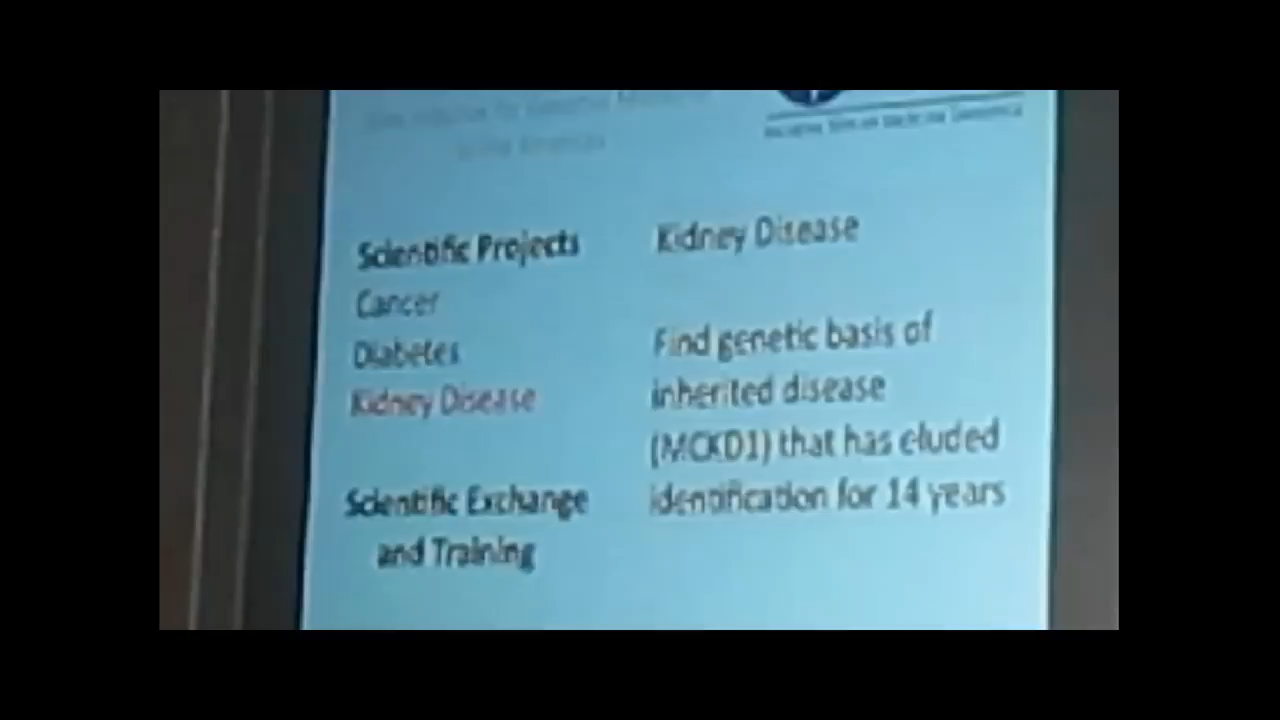 Scientific Projects
Cancer
Diabetes
Kidney Disease
Scientific Exchange
and Training
Kidney Disease
Find genetic basis of
inherited disease
(MCKD1) that has eluded
identification for 14 years